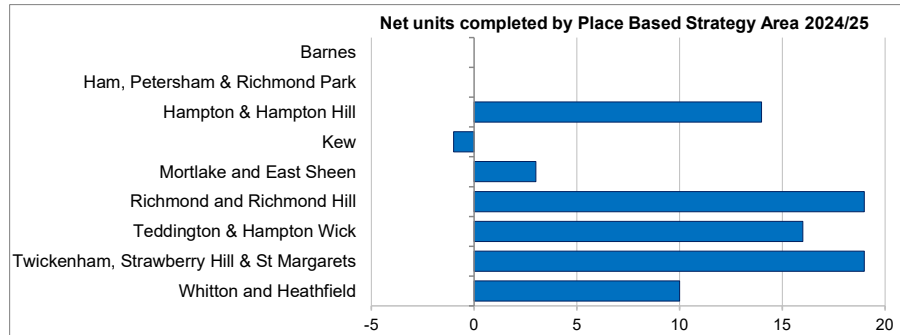 Net units completed by Place Based Strategy Area 2024/25
Barnes
Ham, Petersham & Richmond Park
Hampton & Hampton Hill
Kew
Mortlake and East Sheen
Richmond and Richmond Hill
Teddington & Hampton Wick
Twickenham, Strawberry Hill & St Margarets
Whitton and Heathfield
-5 0 5 10 15 20